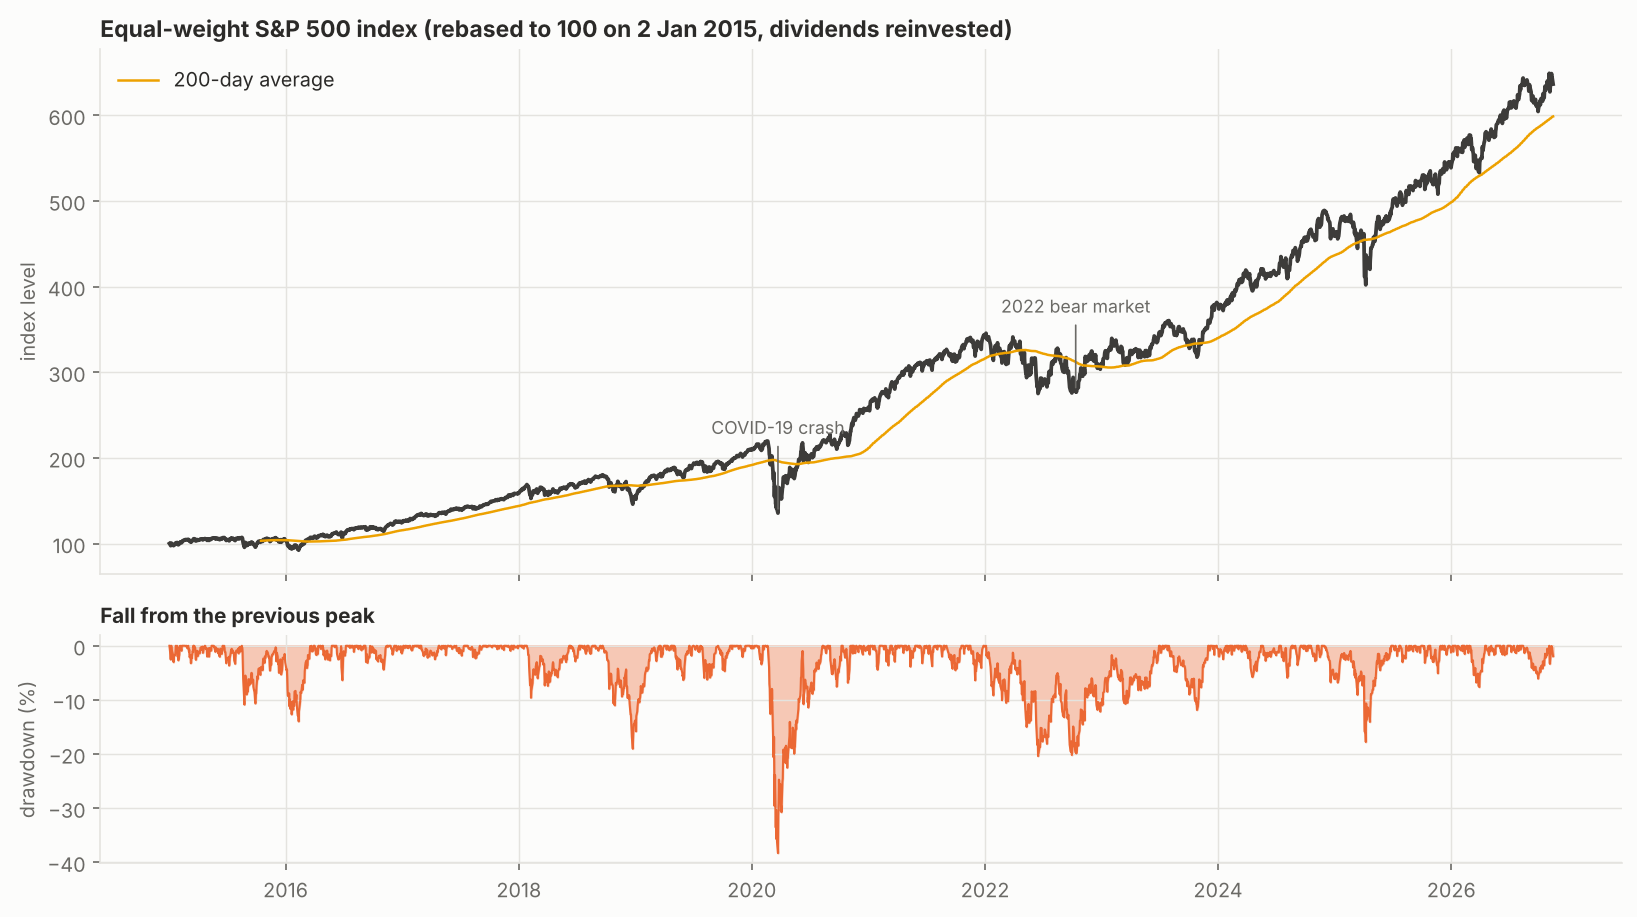 Equal-weight S&P 500 index (rebased to 100 on 2 Jan 2015, dividends reinvested)
200-day average
600
500
400
300
200
100
index level
2022 bear market
COVID-19 crash
Fall from the previous peak
0
−10
−20
−30
−40
drawdown (%)
2016
2018
2020
2022
2024
2026